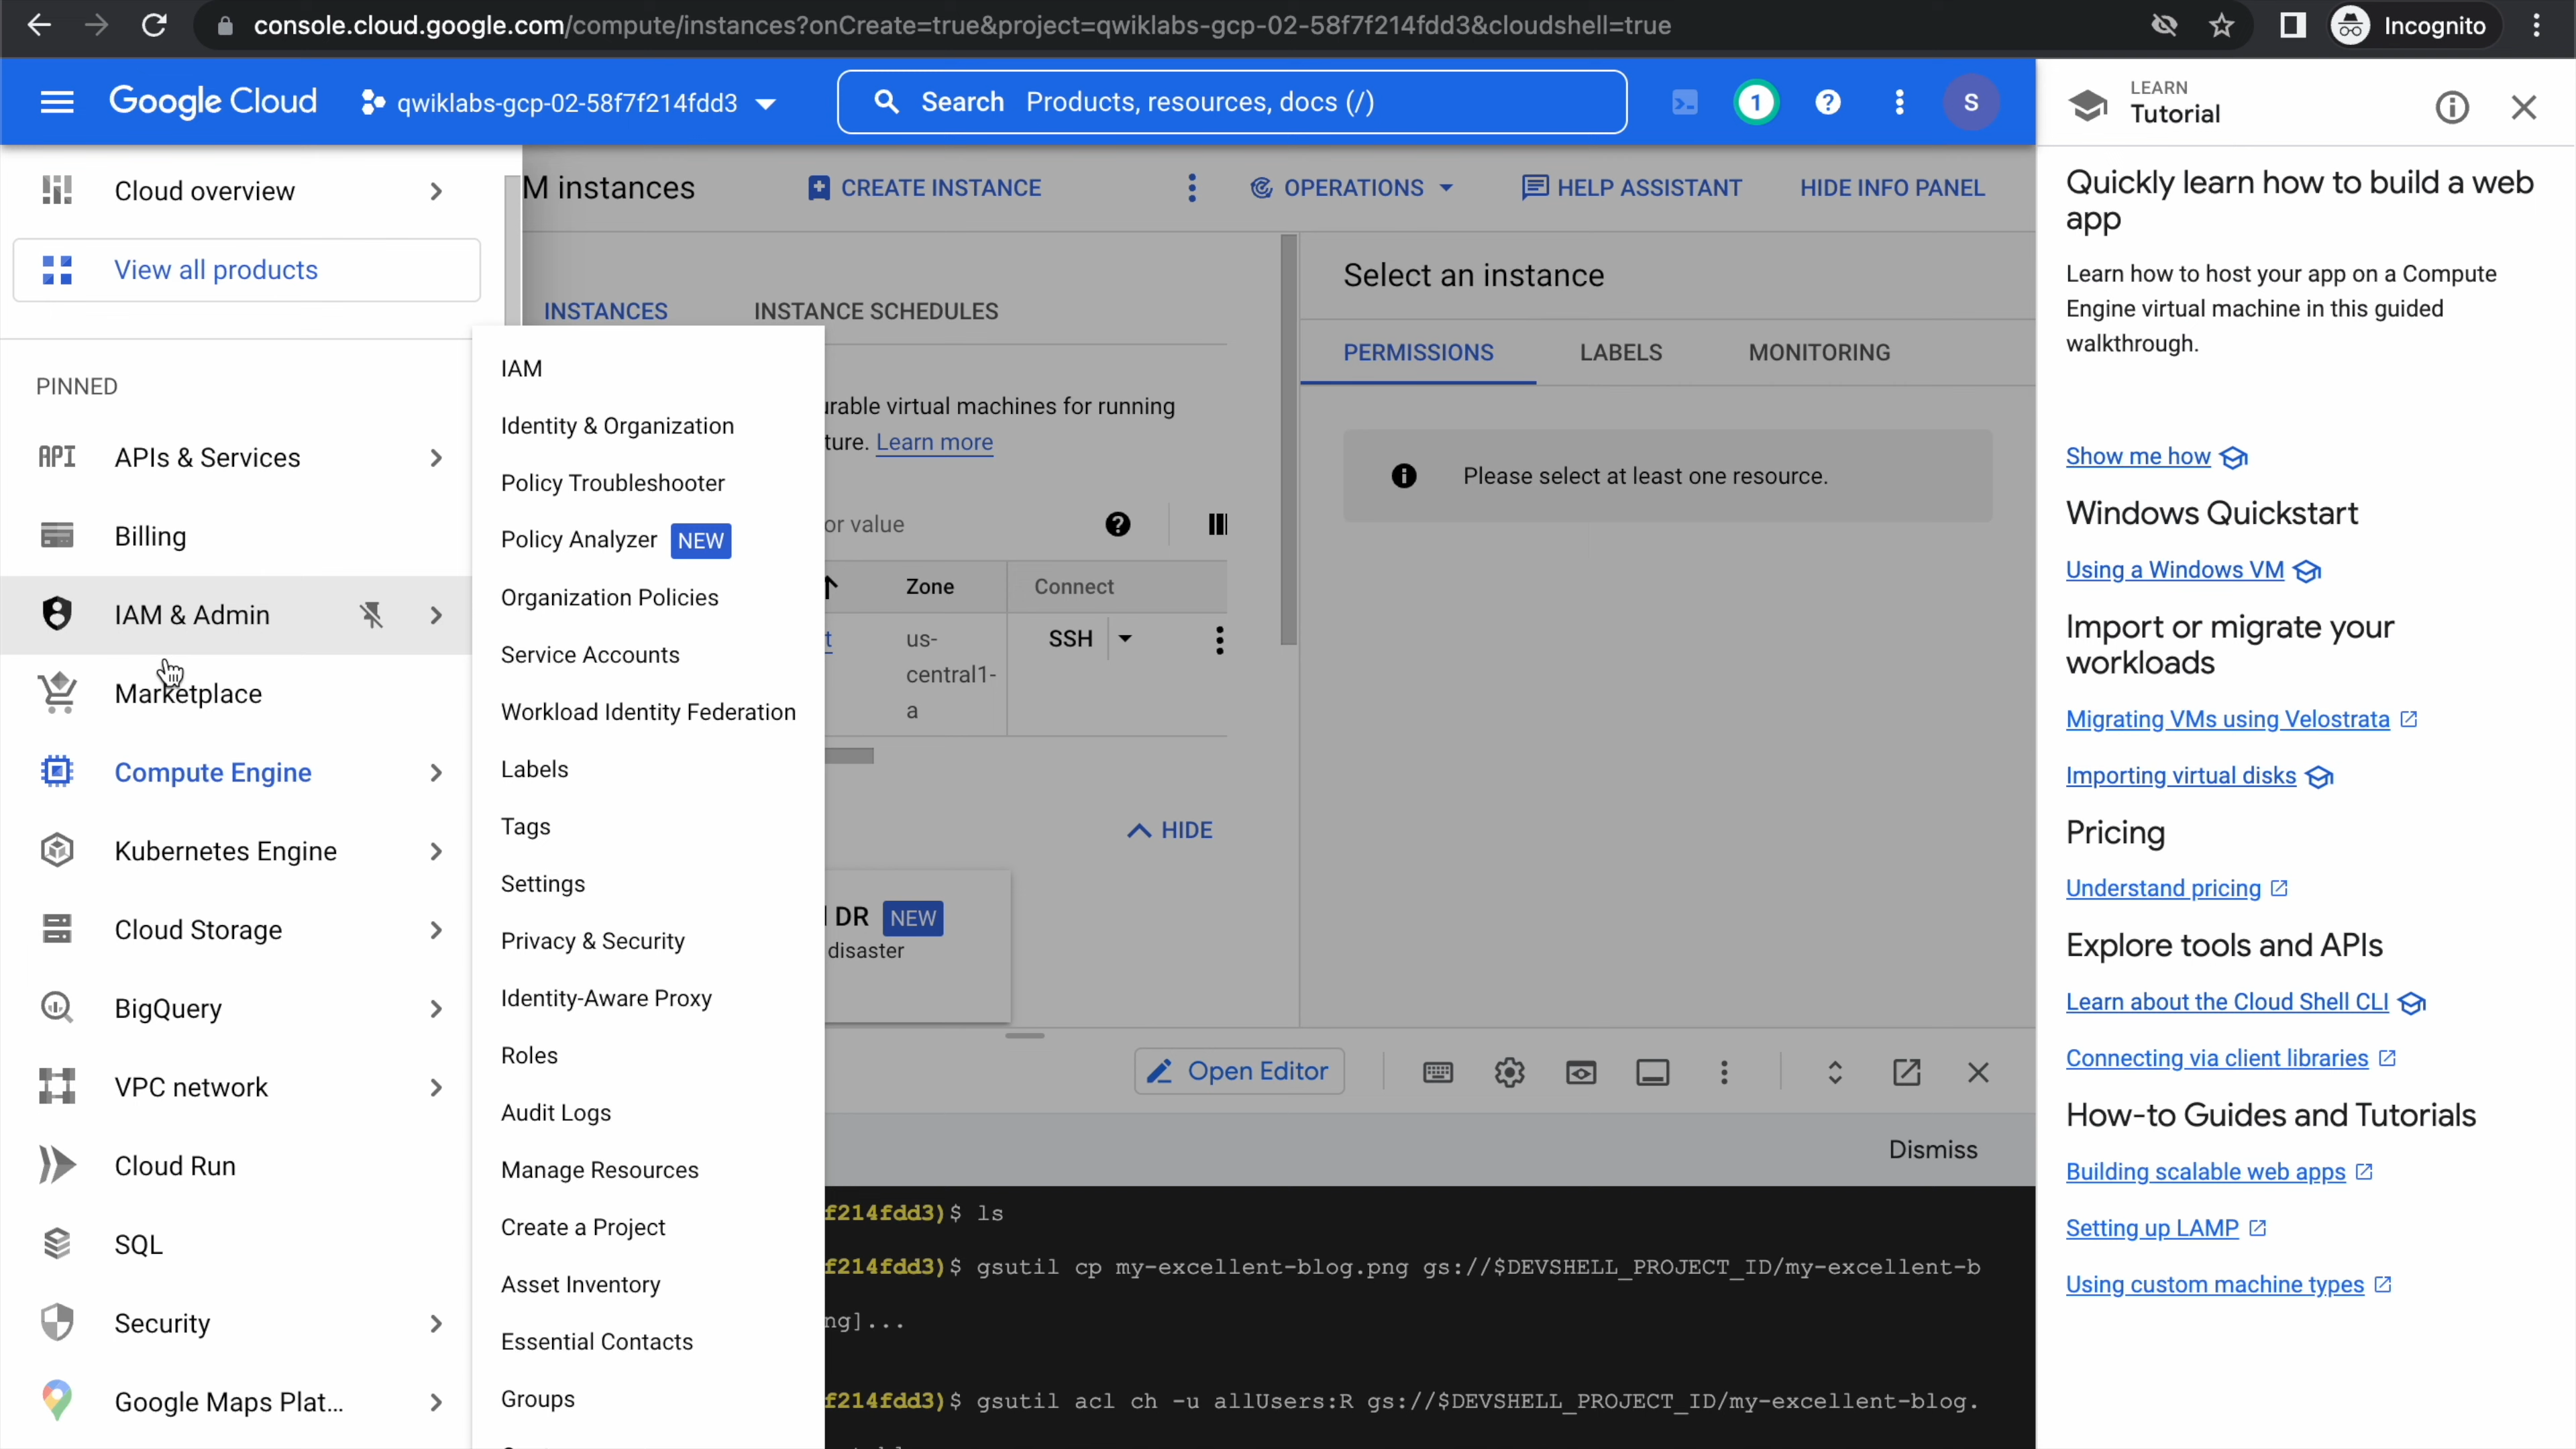 console.cloud.google.com/compute/instances?onCreate=true&project=qwiklabs-gcp-02-58f7f214fdd3&cloudshell=true
Incognito
Google Cloud
qwiklabs-gcp-02-58f7f214fdd3
Search Products, resources, docs (/)
1
S
LEARN
Tutorial
Cloud overview
View all products
PINNED
API APIs & Services
Billing
IAM & Admin
Marketplace
Compute Engine
Kubernetes Engine
Cloud Storage
BigQuery
VPC network
Cloud Run
SQL
Security
Google Maps Plat...
IAM
Identity & Organization
Policy Troubleshooter
Policy Analyzer NEW
Organization Policies
Service Accounts
Workload Identity Federation
Labels
Tags
Settings
Privacy & Security
Identity-Aware Proxy
Roles
Audit Logs
Manage Resources
Create a Project
Asset Inventory
Essential Contacts
Groups
M instances
CREATE INSTANCE
OPERATIONS
HELP ASSISTANT
HIDE INFO PANEL
INSTANCES
INSTANCE SCHEDULES
urable virtual machines for running
ture. Learn more
or value
Zone
Connect
t
us-
central1-
a
SSH
HIDE
DR NEW
disaster
Select an instance
PERMISSIONS
LABELS
MONITORING
Please select at least one resource.
Open Editor
Dismiss
f214fdd3)$ ls
f214fdd3)$ gsutil cp my-excellent-blog.png gs://$DEVSHELL_PROJECT_ID/my-excellent-b
ng]...
f214fdd3)$ gsutil acl ch -u allUsers:R gs://$DEVSHELL_PROJECT_ID/my-excellent-blog.
Quickly learn how to build a web
app
Learn how to host your app on a Compute
Engine virtual machine in this guided
walkthrough.
Show me how
Windows Quickstart
Using a Windows VM
Import or migrate your
workloads
Migrating VMs using Velostrata
Importing virtual disks
Pricing
Understand pricing
Explore tools and APIs
Learn about the Cloud Shell CLI
Connecting via client libraries
How-to Guides and Tutorials
Building scalable web apps
Setting up LAMP
Using custom machine types